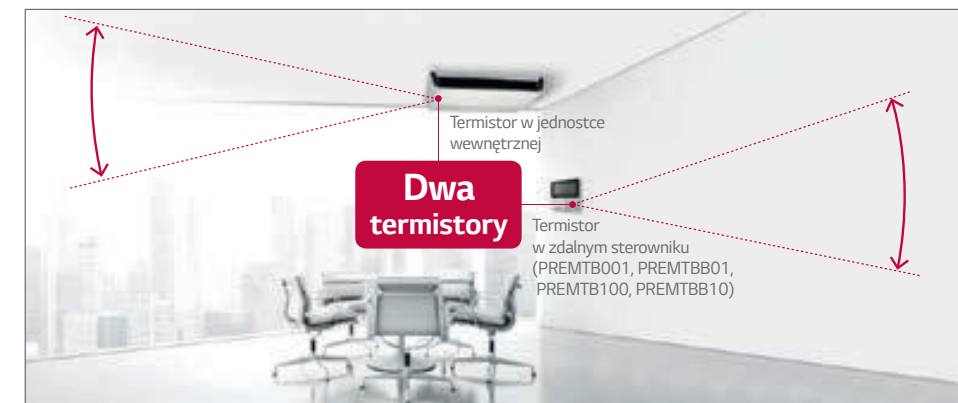 Termistor w jednostce
wewnętrznej
Dwa
termistory
Termistor
w zdalnym sterowniku
(PREMTB001, PREMTBB01,
PREMTB100, PREMTBB10)